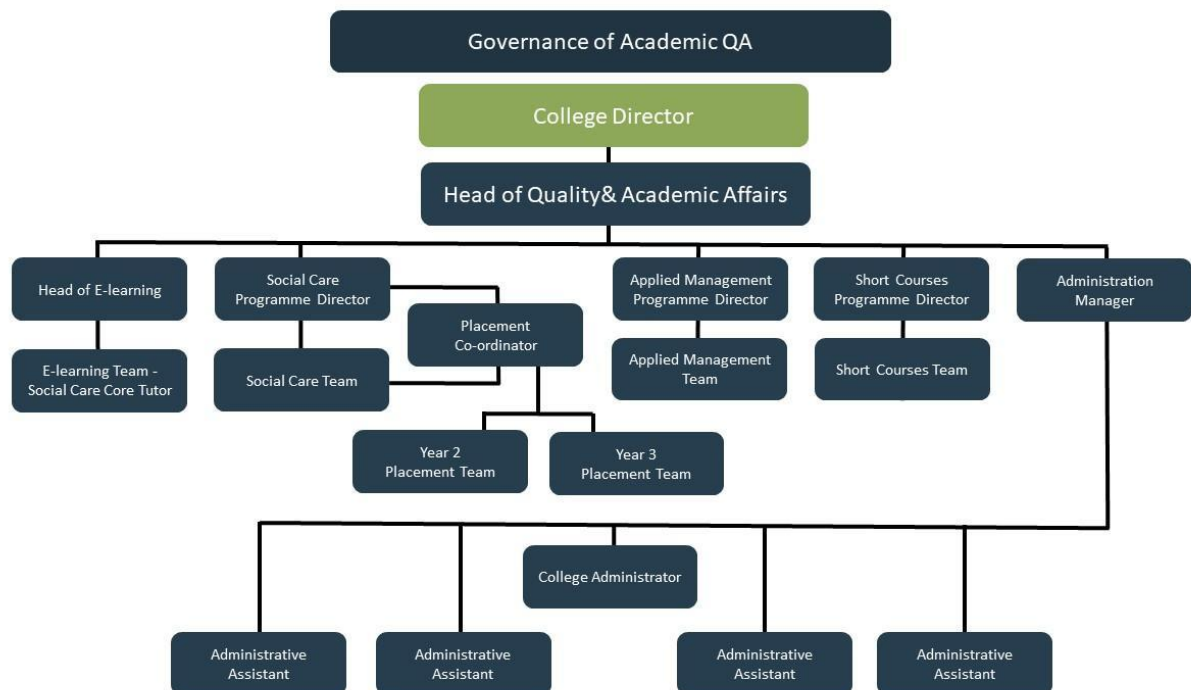 Governance of Academic QA
College Director
Head of Quality& Academic Affairs
Head of E-learning
Social Care
Programme Director
Applied Management
Programme Director
Short Courses
Programme Director
Administration
Manager
Placement
Co-ordinator
E-learning Team -
Social Care Core Tutor
Social Care Team
Applied Management
Team
Short Courses Team
Year 2
Placement Team
Year 3
Placement Team
College Administrator
Administrative
Assistant
Administrative
Assistant
Administrative
Assistant
Administrative
Assistant